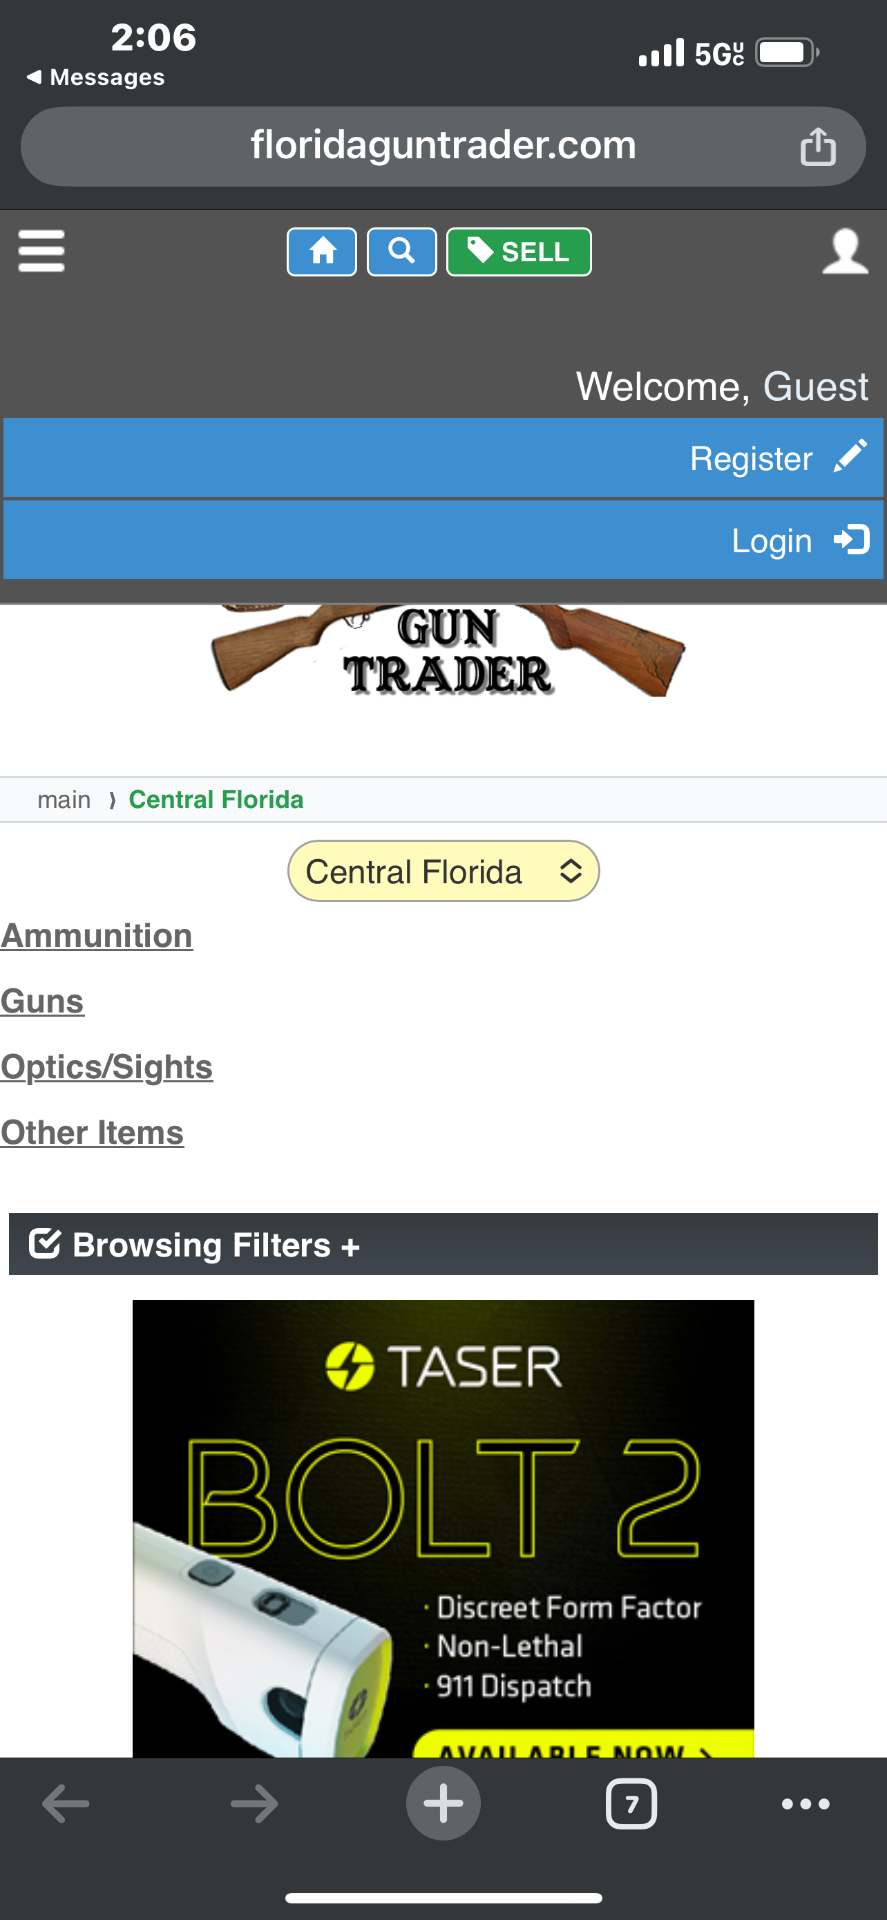 2:06
5G UC
◀ Messages
floridaguntrader.com
SELL
Welcome, Guest
Register
Login
GUN
TRADER
main ⟩ Central Florida
Central Florida
Ammunition
Guns
Optics/Sights
Other Items
Browsing Filters +
TASER
BOLT 2
· Discreet Form Factor
· Non-Lethal
· 911 Dispatch
AVAILABLE NOW >
7